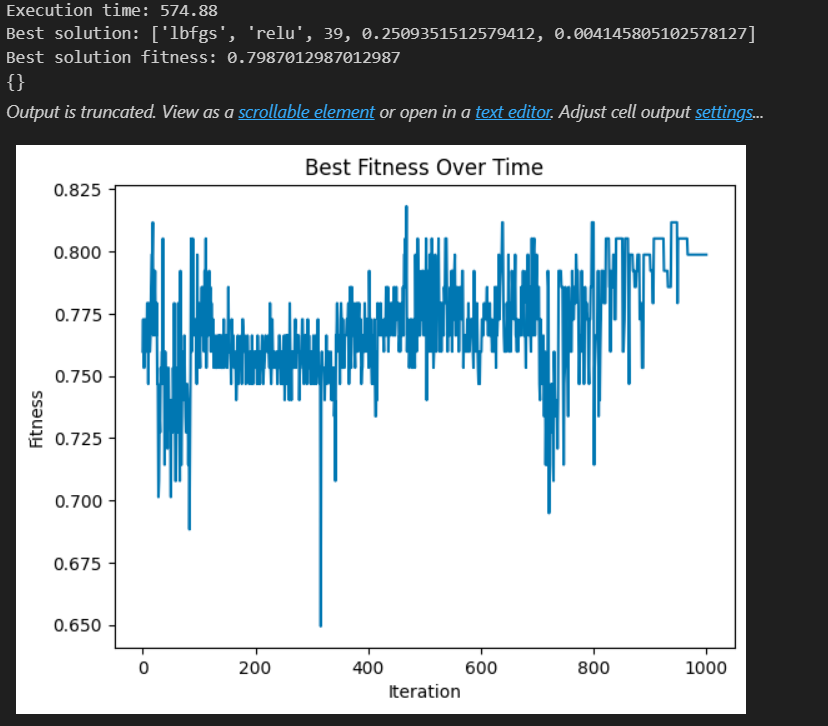 Execution time: 574.88
Best solution: ['lbfgs', 'relu', 39, 0.2509351512579412, 0.004145805102578127]
Best solution fitness: 0.7987012987012987
{}
Output is truncated. View as a scrollable element or open in a text editor. Adjust cell output settings...
Best Fitness Over Time
0.825
0.800
0.775
0.750
0.725
0.700
0.675
0.650
Fitness
0 200 400 600 800 1000
Iteration